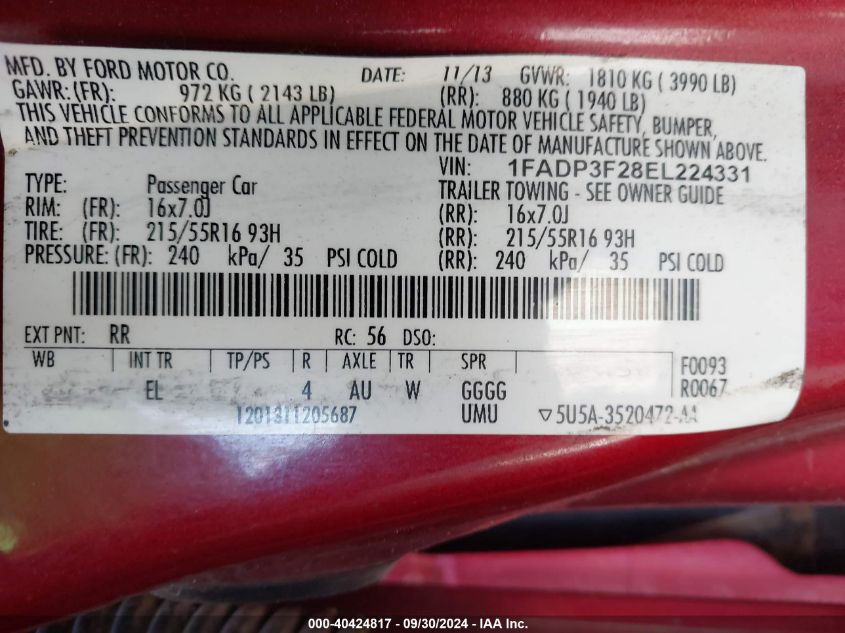 MFD. BY FORD MOTOR CO. DATE: 11/13 GVWR: 1810 KG ( 3990 LB)
GAWR: (FR): 972 KG ( 2143 LB) (RR): 880 KG ( 1940 LB)
THIS VEHICLE CONFORMS TO ALL APPLICABLE FEDERAL MOTOR VEHICLE SAFETY, BUMPER,
AND THEFT PREVENTION STANDARDS IN EFFECT ON THE DATE OF MANUFACTURE SHOWN ABOVE.
VIN: 1FADP3F28EL224331
TYPE: Passenger Car TRAILER TOWING - SEE OWNER GUIDE
RIM: (FR): 16x7.0J (RR): 16x7.0J
TIRE: (FR): 215/55R16 93H (RR): 215/55R16 93H
PRESSURE: (FR): 240 kPa/ 35 PSI COLD (RR): 240 kPa/ 35 PSI COLD
EXT PNT: RR RC: 56 DSO:
WB INT TR TP/PS R AXLE TR SPR F0093
EL 4 AU W GGGG R0067
1201311205687 UMU ▽5U5A-3520472-AA
000-40424817 - 09/30/2024 - IAA Inc.